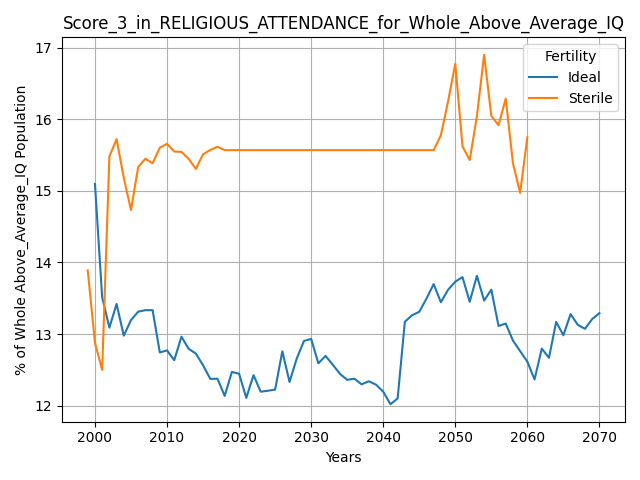 Score_3_in_RELIGIOUS_ATTENDANCE_for_Whole_Above_Average_IQ
Fertility
Ideal
Sterile
% of Whole Above_Average_IQ Population
17
16
15
14
13
12
2000
2010
2020
2030
2040
2050
2060
2070
Years